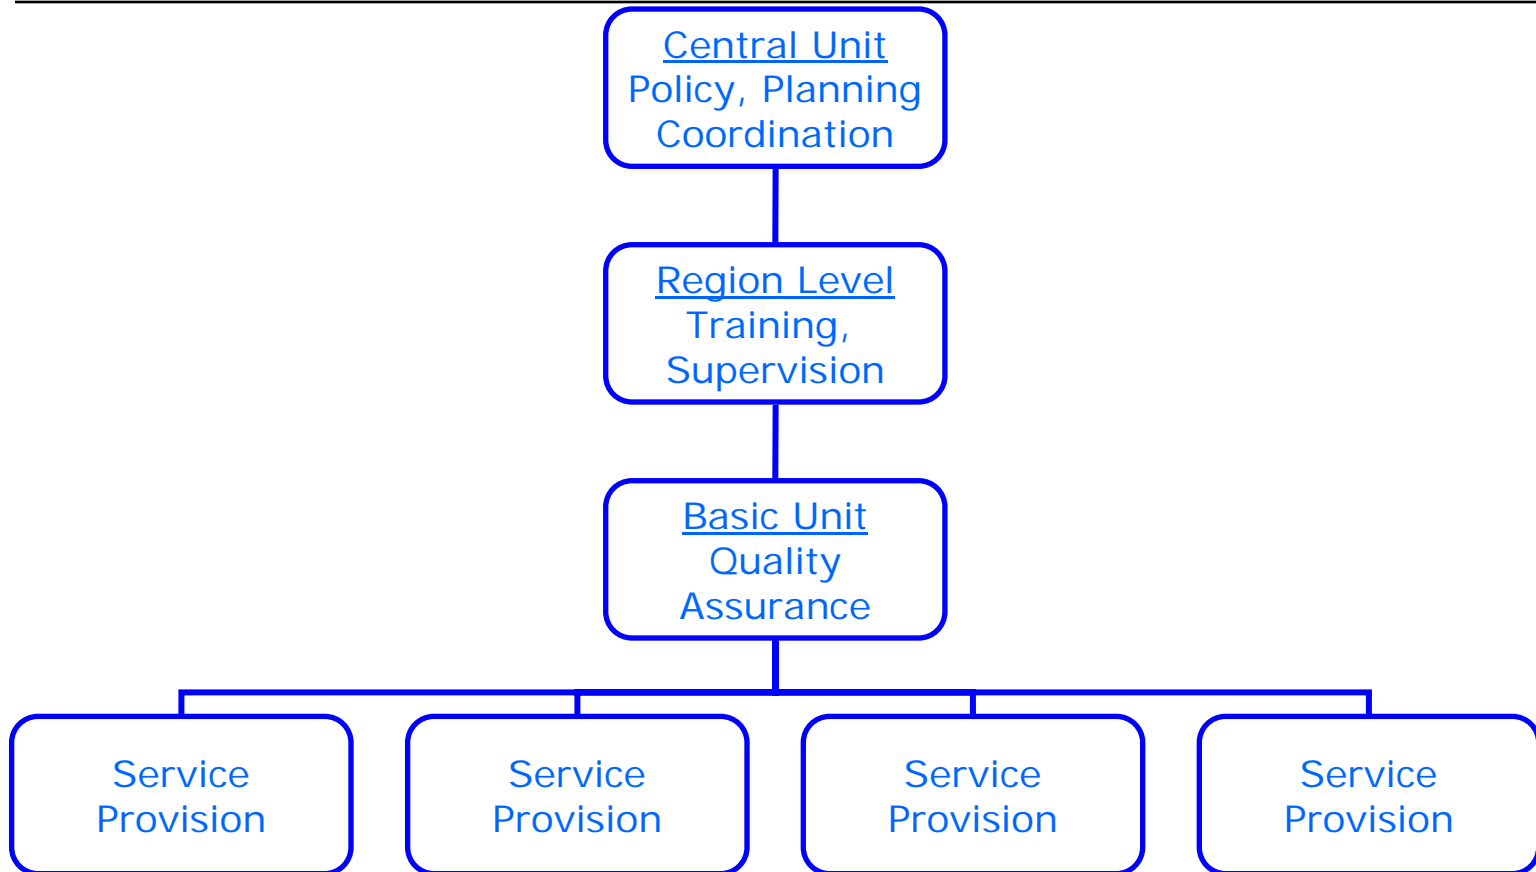 Central Unit
Policy, Planning
Coordination
Region Level
Training,
Supervision
Basic Unit
Quality
Assurance
Service
Provision
Service
Provision
Service
Provision
Service
Provision